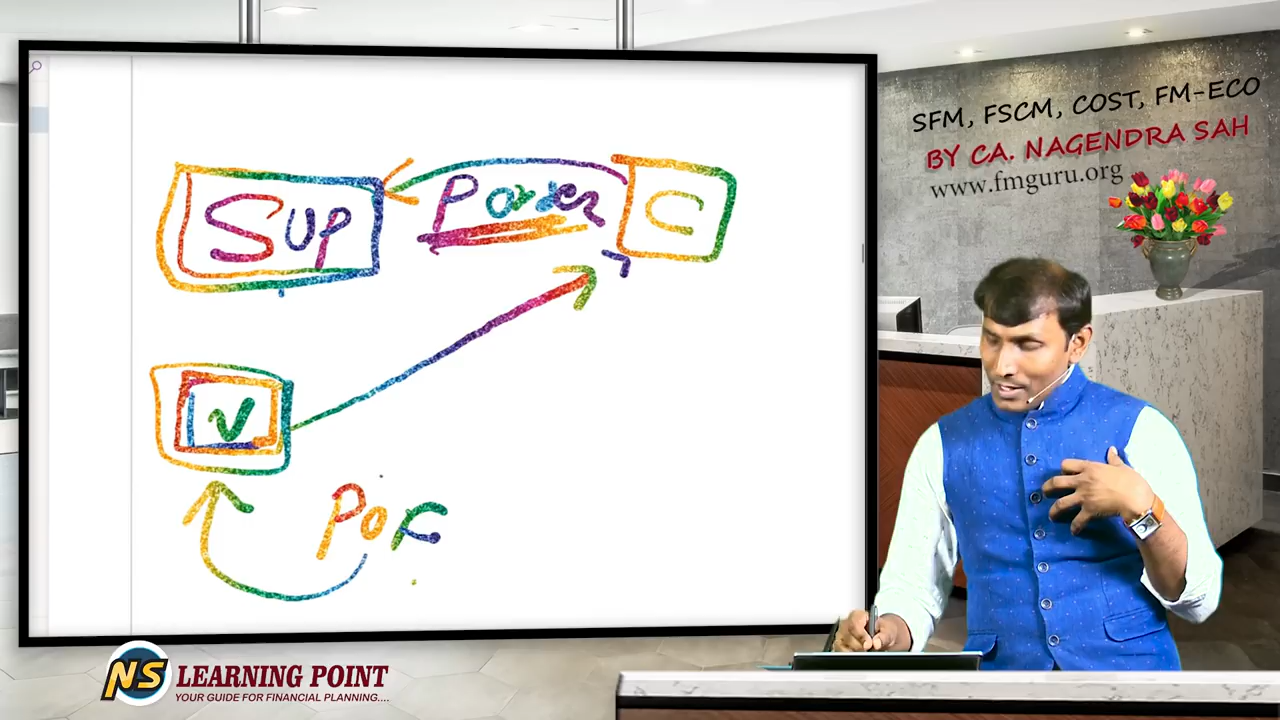 SFM, FSCM, COST, FM-ECO
BY CA. NAGENDRA SAH
www.fmguru.org
Sup
Power
C
V
NS LEARNING POINT
YOUR GUIDE FOR FINANCIAL PLANNING....